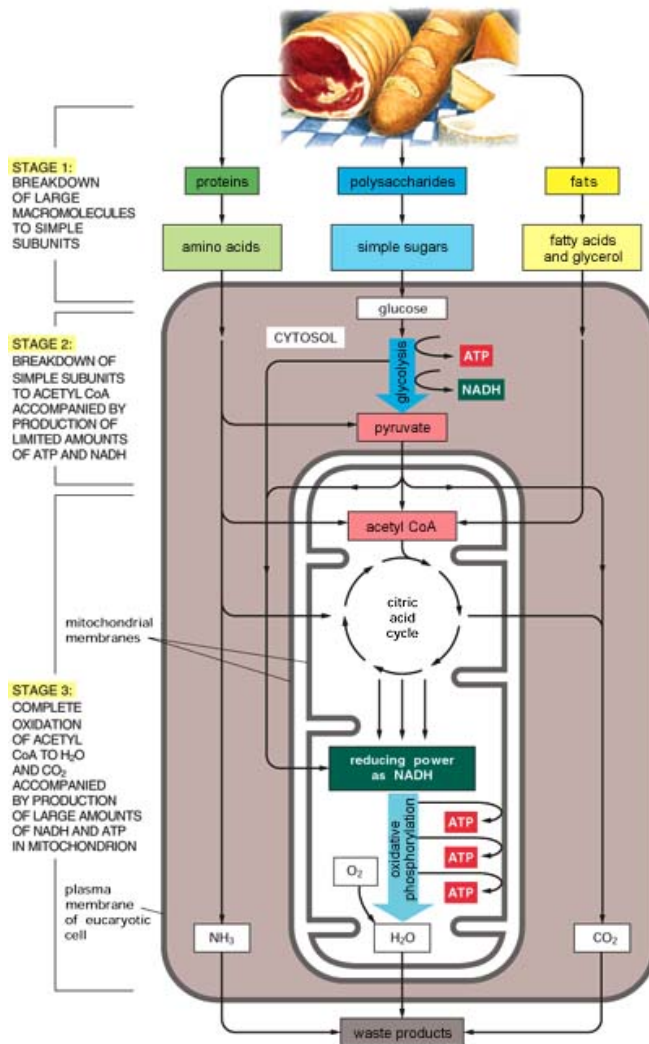 STAGE 1:
BREAKDOWN
OF LARGE
MACROMOLECULES
TO SIMPLE
SUBUNITS
proteins
polysaccharides
fats
amino acids
simple sugars
fatty acids
and glycerol
STAGE 2:
BREAKDOWN OF
SIMPLE SUBUNITS
TO ACETYL CoA
ACCOMPANIED BY
PRODUCTION OF
LIMITED AMOUNTS
OF ATP AND NADH
glucose
CYTOSOL
glycolysis
ATP
NADH
pyruvate
acetyl CoA
citric
acid
cycle
mitochondrial
membranes
STAGE 3:
COMPLETE
OXIDATION
OF ACETYL
CoA TO H₂O
AND CO₂
ACCOMPANIED
BY PRODUCTION
OF LARGE AMOUNTS
OF NADH AND ATP
IN MITOCHONDRION
reducing power
as NADH
oxidative
phosphorylation
ATP
ATP
ATP
O₂
plasma
membrane
of eucaryotic
cell
NH₃
H₂O
CO₂
waste products